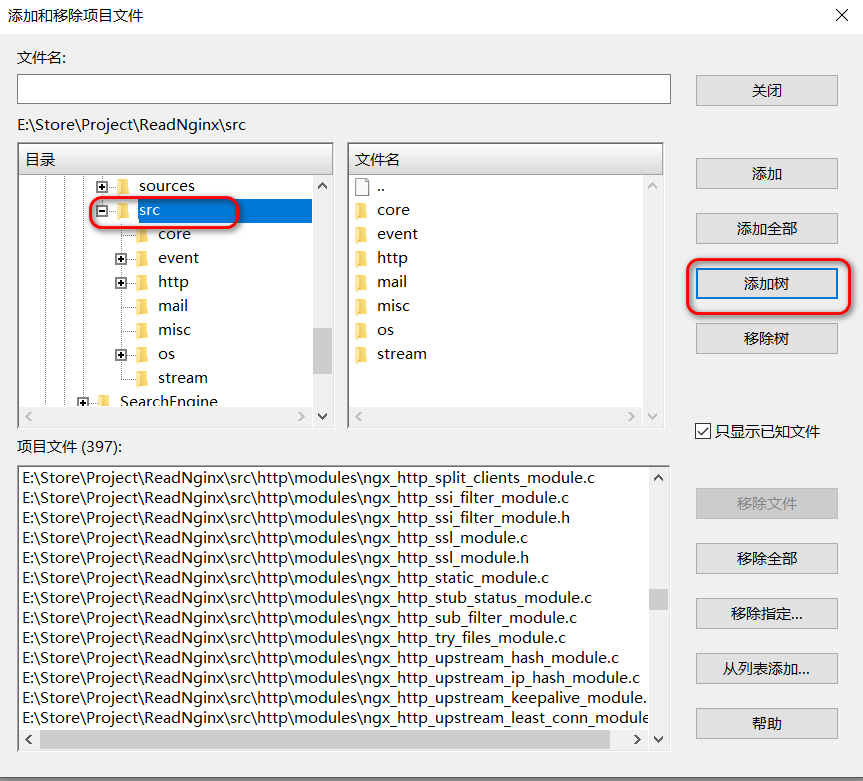 添加和移除项目文件
文件名:
关闭
E:\Store\Project\ReadNginx\src
目录
文件名
sources
src
core
event
http
mail
misc
os
stream
SearchEngine
..
core
event
http
mail
misc
os
stream
添加
添加全部
添加树
移除树
只显示已知文件
项目文件 (397):
E:\Store\Project\ReadNginx\src\http\modules\ngx_http_split_clients_module.c
E:\Store\Project\ReadNginx\src\http\modules\ngx_http_ssi_filter_module.c
E:\Store\Project\ReadNginx\src\http\modules\ngx_http_ssi_filter_module.h
E:\Store\Project\ReadNginx\src\http\modules\ngx_http_ssl_module.c
E:\Store\Project\ReadNginx\src\http\modules\ngx_http_ssl_module.h
E:\Store\Project\ReadNginx\src\http\modules\ngx_http_static_module.c
E:\Store\Project\ReadNginx\src\http\modules\ngx_http_stub_status_module.c
E:\Store\Project\ReadNginx\src\http\modules\ngx_http_sub_filter_module.c
E:\Store\Project\ReadNginx\src\http\modules\ngx_http_try_files_module.c
E:\Store\Project\ReadNginx\src\http\modules\ngx_http_upstream_hash_module.c
E:\Store\Project\ReadNginx\src\http\modules\ngx_http_upstream_ip_hash_module.c
E:\Store\Project\ReadNginx\src\http\modules\ngx_http_upstream_keepalive_module.
E:\Store\Project\ReadNginx\src\http\modules\ngx_http_upstream_least_conn_module
移除文件
移除全部
移除指定...
从列表添加...
帮助